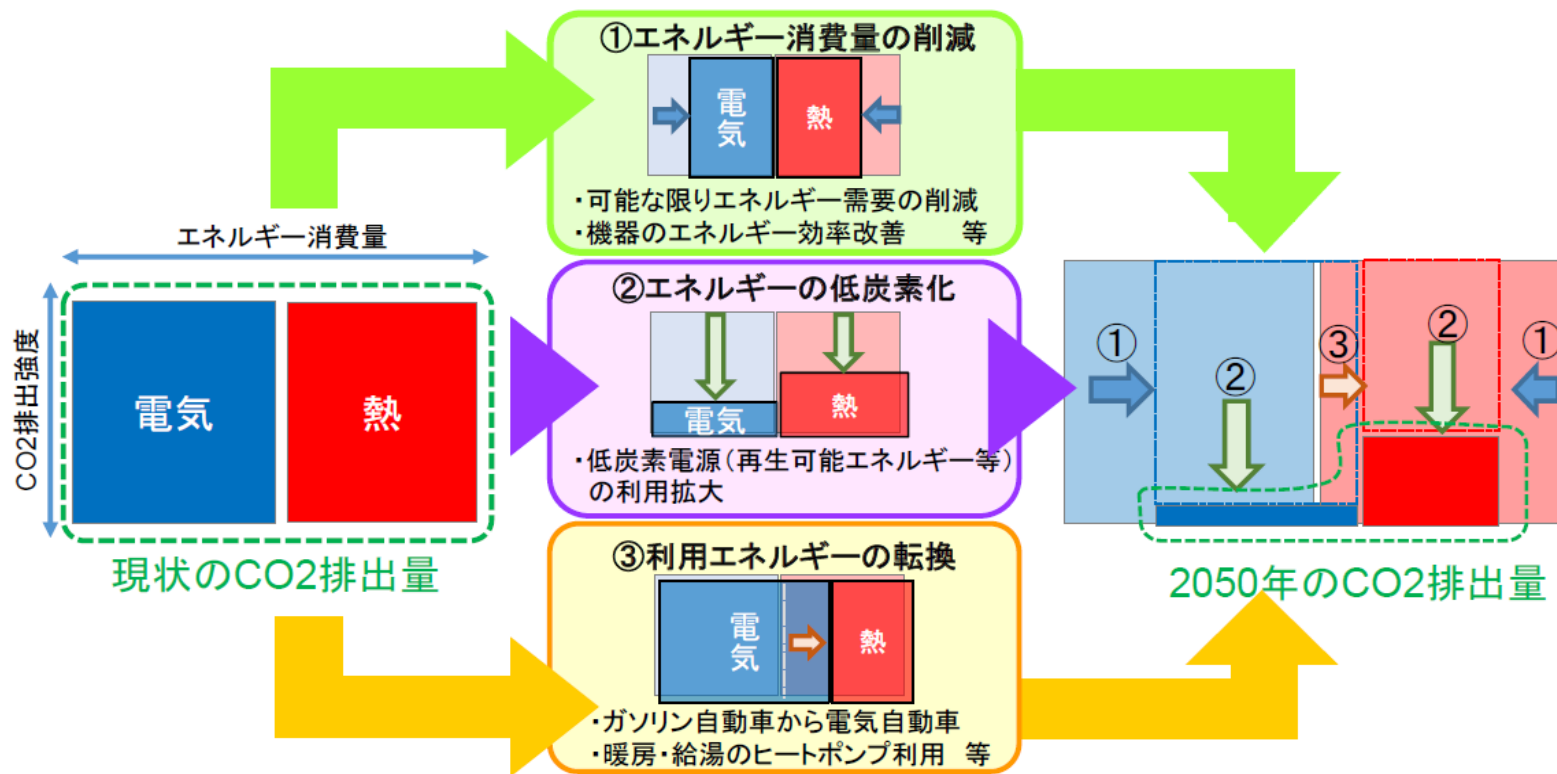 エネルギー消費量
CO2排出強度
電気
熱
現状のCO2排出量
①エネルギー消費量の削減
電気
熱
・可能な限りエネルギー需要の削減
・機器のエネルギー効率改善　　等
②エネルギーの低炭素化
電気
熱
・低炭素電源(再生可能エネルギー等)
の利用拡大
③利用エネルギーの転換
電気
熱
・ガソリン自動車から電気自動車
・暖房・給湯のヒートポンプ利用　等
①
②
③
②
①
2050年のCO2排出量